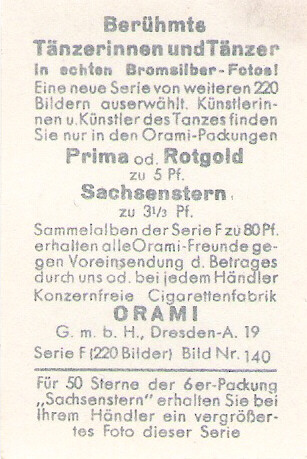 Berühmte
Tänzerinnen und Tänzer
in echten Bromsilber-Fotos!
Eine neue Serie von weiteren 220
Bildern auserwählt. Künstlerin-
nen u. Künstler des Tanzes finden
Sie nur in den Orami-Packungen
Prima od. Rotgold
zu 5 Pf.
Sachsenstern
zu 3 1/3 Pf.
Sammelalben der Serie F zu 80 Pf.
erhalten alle Orami-Freunde ge-
gen Voreinsendung d. Betrages
durch uns od. bei jedem Händler
Konzernfreie Cigarettenfabrik
ORAMI
G. m. b. H., Dresden-A. 19
Serie F (220 Bilder) Bild Nr. 140
Für 50 Sterne der 6er-Packung
„Sachsenstern" erhalten Sie bei
Ihrem Händler ein vergrößer-
tes Foto dieser Serie